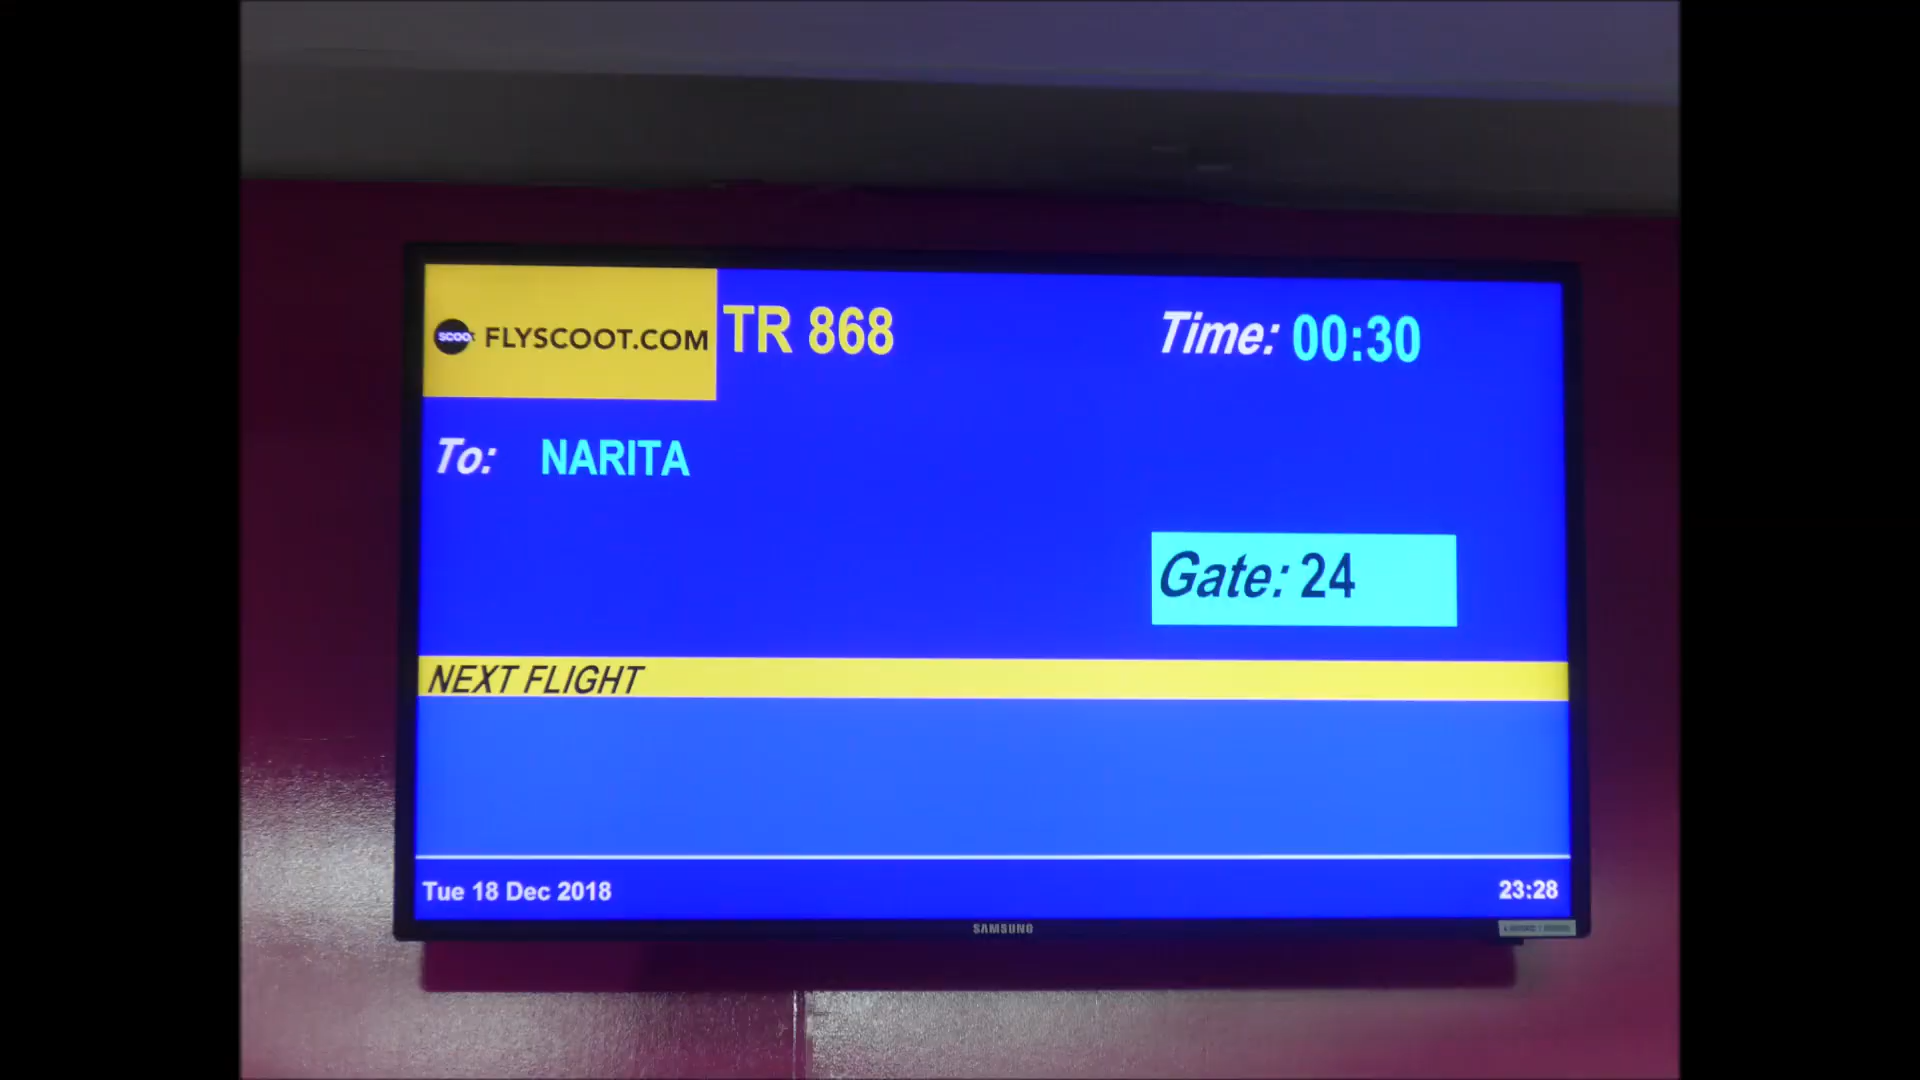 SCOOT FLYSCOOT.COM TR 868 Time: 00:30
To: NARITA
Gate: 24
NEXT FLIGHT
Tue 18 Dec 2018 23:28
SAMSUNG